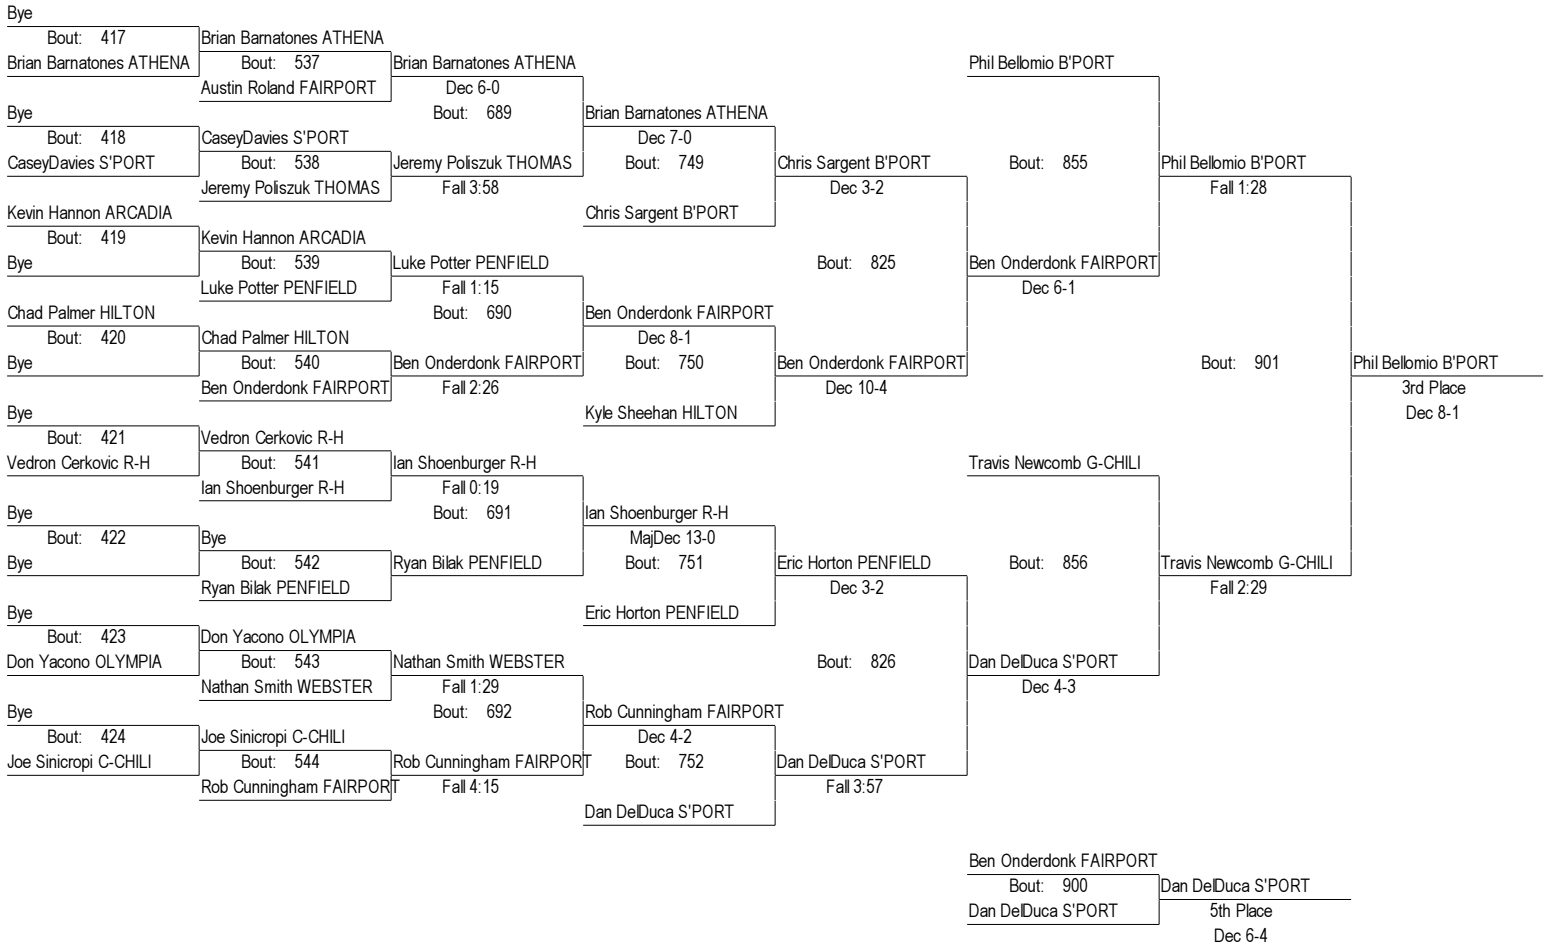 Bye
Bout: 417
Brian Barnatones ATHENA
Bye
Bout: 418
CaseyDavies S'PORT
Kevin Hannon ARCADIA
Bout: 419
Bye
Chad Palmer HILTON
Bout: 420
Bye
Bye
Bout: 421
Vedron Cerkovic R-H
Bye
Bout: 422
Bye
Bye
Bout: 423
Don Yacono OLYMPIA
Bye
Bout: 424
Joe Sinicropi C-CHILI
Brian Barnatones ATHENA
Bout: 537
Austin Roland FAIRPORT
CaseyDavies S'PORT
Bout: 538
Jeremy Poliszuk THOMAS
Kevin Hannon ARCADIA
Bout: 539
Luke Potter PENFIELD
Chad Palmer HILTON
Bout: 540
Ben Onderdonk FAIRPORT
Vedron Cerkovic R-H
Bout: 541
Ian Shoenburger R-H
Bye
Bout: 542
Ryan Bilak PENFIELD
Don Yacono OLYMPIA
Bout: 543
Nathan Smith WEBSTER
Joe Sinicropi C-CHILI
Bout: 544
Rob Cunningham FAIRPORT
Brian Barnatones ATHENA
Dec 6-0
Bout: 689
Jeremy Poliszuk THOMAS
Fall 3:58
Luke Potter PENFIELD
Fall 1:15
Bout: 690
Ben Onderdonk FAIRPORT
Fall 2:26
Ian Shoenburger R-H
Fall 0:19
Bout: 691
Ryan Bilak PENFIELD
Nathan Smith WEBSTER
Fall 1:29
Bout: 692
Rob Cunningham FAIRPORT
Fall 4:15
Brian Barnatones ATHENA
Dec 7-0
Bout: 749
Chris Sargent B'PORT
Ben Onderdonk FAIRPORT
Dec 8-1
Bout: 750
Kyle Sheehan HILTON
Ian Shoenburger R-H
MajDec 13-0
Bout: 751
Eric Horton PENFIELD
Rob Cunningham FAIRPORT
Dec 4-2
Bout: 752
Dan DelDuca S'PORT
Chris Sargent B'PORT
Dec 3-2
Bout: 825
Ben Onderdonk FAIRPORT
Dec 10-4
Eric Horton PENFIELD
Dec 3-2
Bout: 826
Dan DelDuca S'PORT
Fall 3:57
Phil Bellomio B'PORT
Bout: 855
Ben Onderdonk FAIRPORT
Dec 6-1
Travis Newcomb G-CHILI
Bout: 856
Dan DelDuca S'PORT
Dec 4-3
Phil Bellomio B'PORT
Fall 1:28
Bout: 901
Travis Newcomb G-CHILI
Fall 2:29
Phil Bellomio B'PORT
3rd Place
Dec 8-1
Ben Onderdonk FAIRPORT
Bout: 900
Dan DelDuca S'PORT
Dan DelDuca S'PORT
5th Place
Dec 6-4